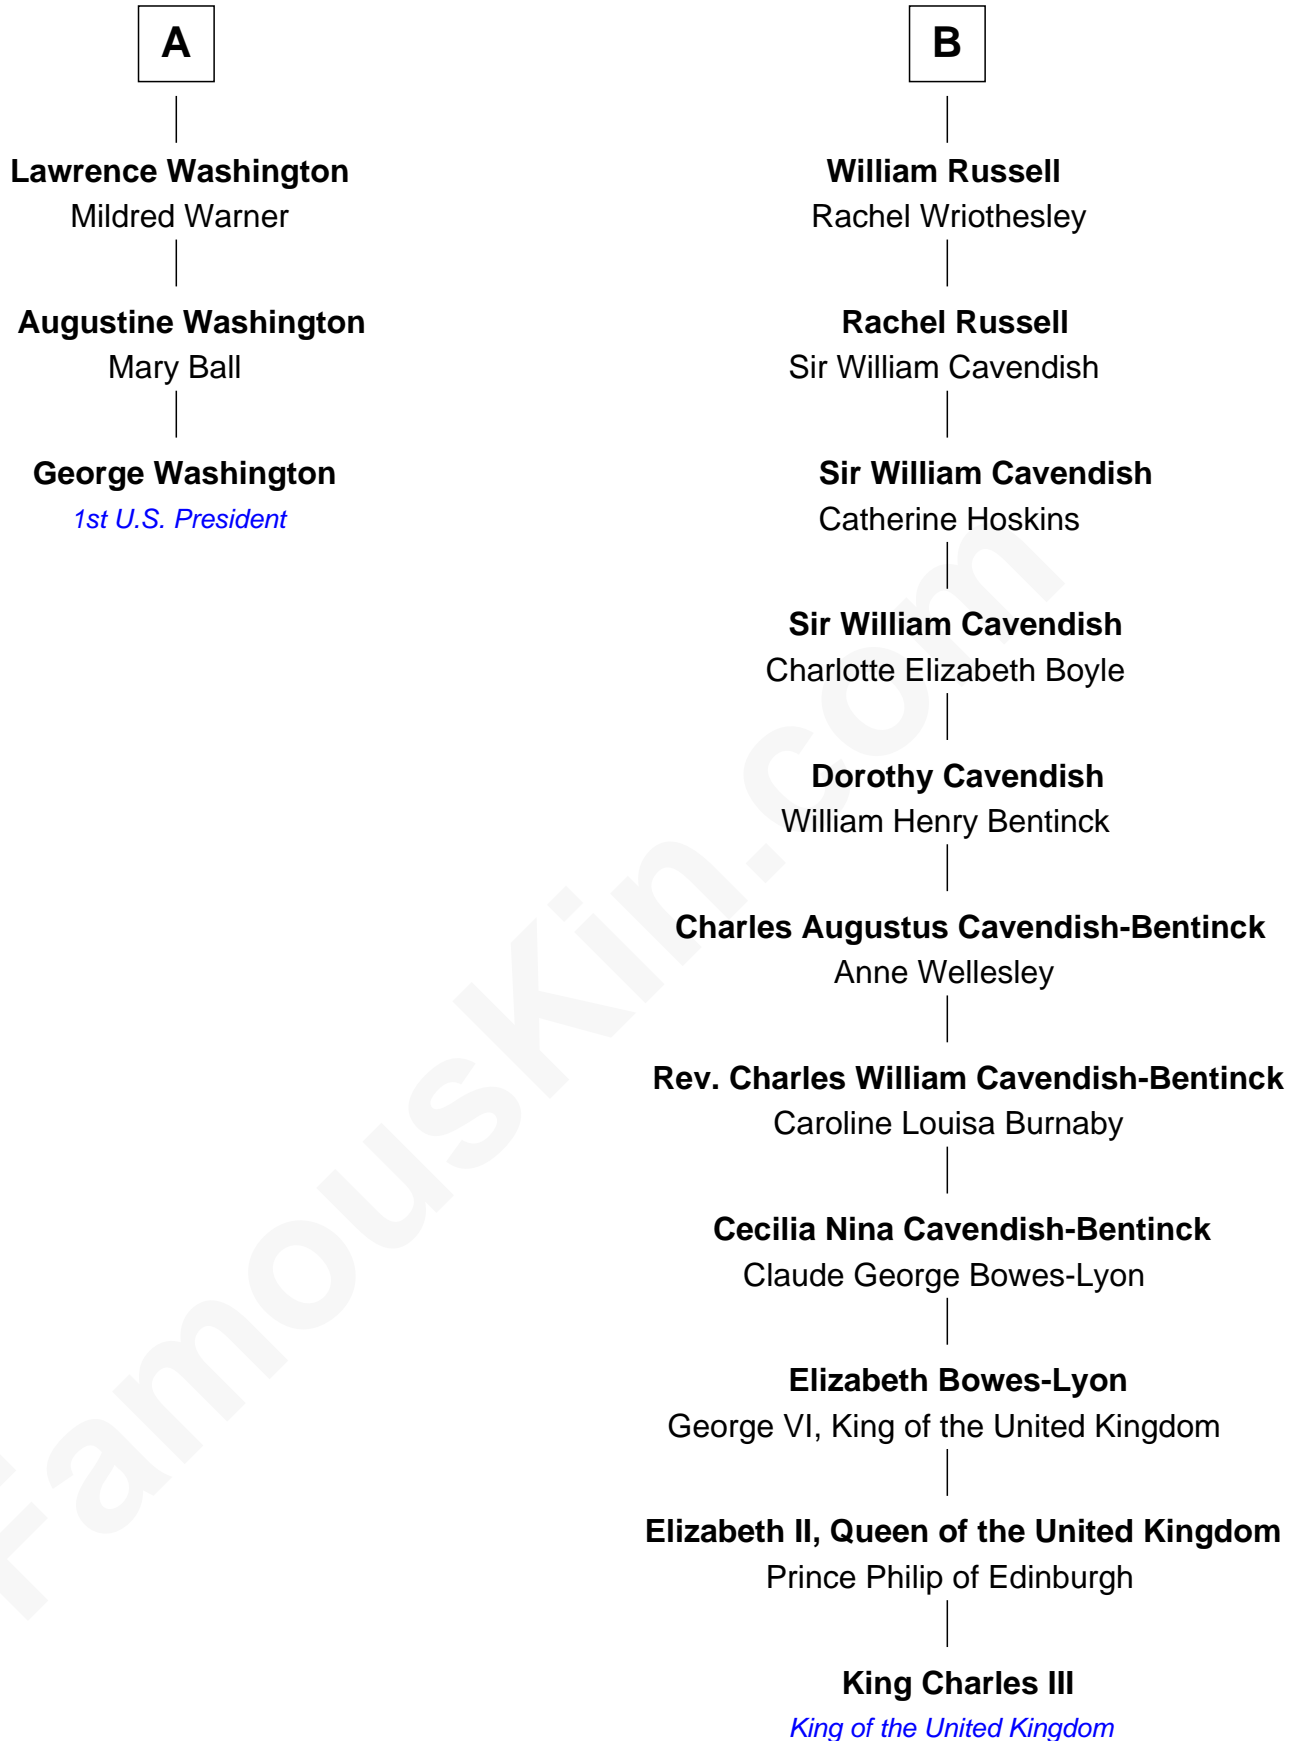 A
Lawrence Washington
Mildred Warner
Augustine Washington
Mary Ball
George Washington
1st U.S. President
B
William Russell
Rachel Wriothesley
Rachel Russell
Sir William Cavendish
Sir William Cavendish
Catherine Hoskins
Sir William Cavendish
Charlotte Elizabeth Boyle
Dorothy Cavendish
William Henry Bentinck
Charles Augustus Cavendish-Bentinck
Anne Wellesley
Rev. Charles William Cavendish-Bentinck
Caroline Louisa Burnaby
Cecilia Nina Cavendish-Bentinck
Claude George Bowes-Lyon
Elizabeth Bowes-Lyon
George VI, King of the United Kingdom
Elizabeth II, Queen of the United Kingdom
Prince Philip of Edinburgh
King Charles III
King of the United Kingdom
FamousKin.com